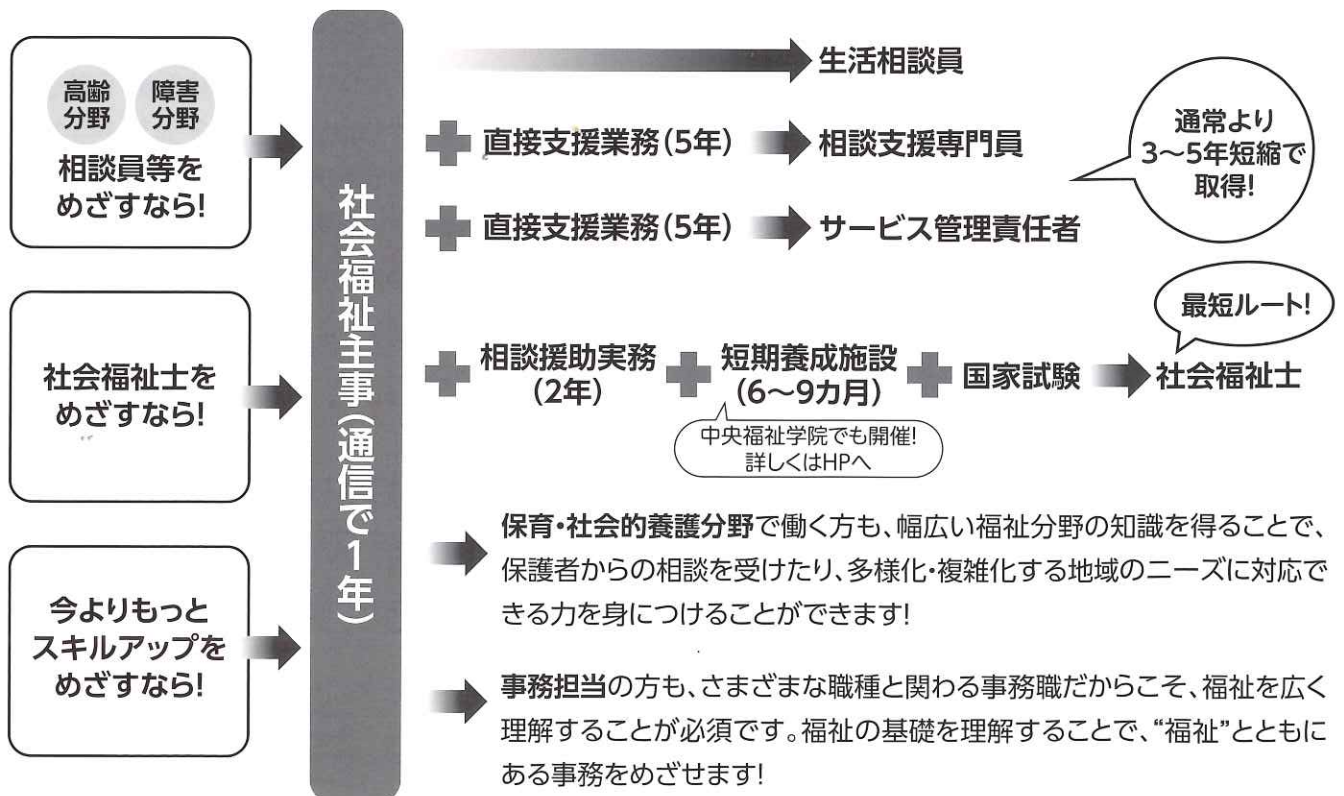 高齢
分野
障害
分野
相談員等を
めざすなら!
社会福祉士を
めざすなら!
今よりもっと
スキルアップを
めざすなら!
社会福祉主事(通信で1年)
生活相談員
直接支援業務(5年)
相談支援専門員
直接支援業務(5年)
サービス管理責任者
通常より
3〜5年短縮で
取得!
相談援助実務
(2年)
短期養成施設
(6〜9カ月)
中央福祉学院でも開催!
詳しくはHPへ
国家試験
社会福祉士
最短ルート!
保育・社会的養護分野で働く方も、幅広い福祉分野の知識を得ることで、
保護者からの相談を受けたり、多様化・複雑化する地域のニーズに対応で
きる力を身につけることができます!
事務担当の方も、さまざまな職種と関わる事務職だからこそ、福祉を広く
理解することが必須です。福祉の基礎を理解することで、“福祉”とともに
ある事務をめざせます!